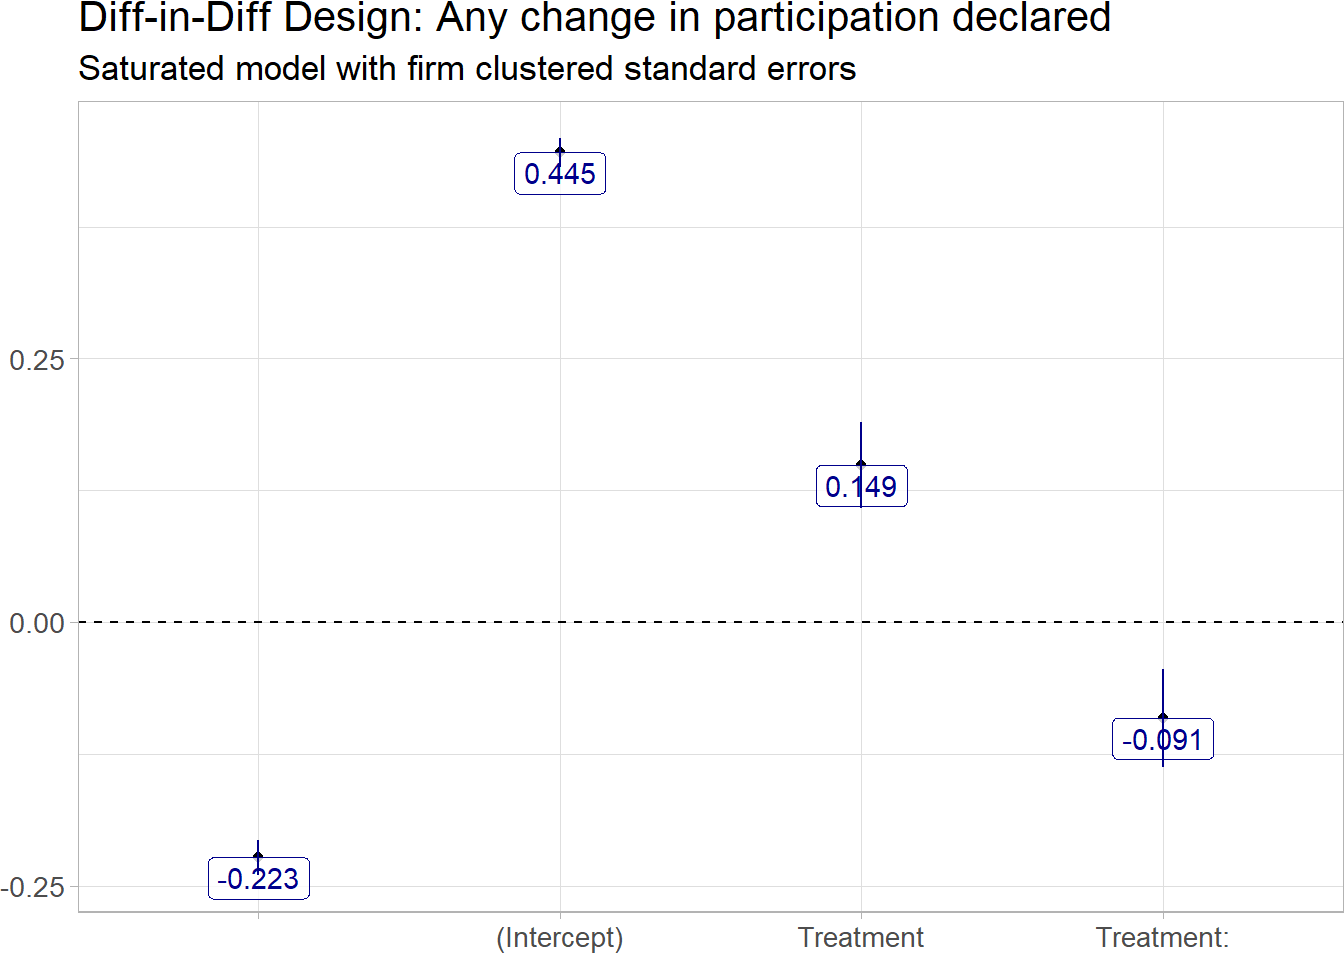 Diff-in-Diff Design: Any change in participation declared
Saturated model with firm clustered standard errors
0.445
0.25
0.149
0.00
-0.091
-0.223
-0.25
(Intercept)
Treatment
Treatment: